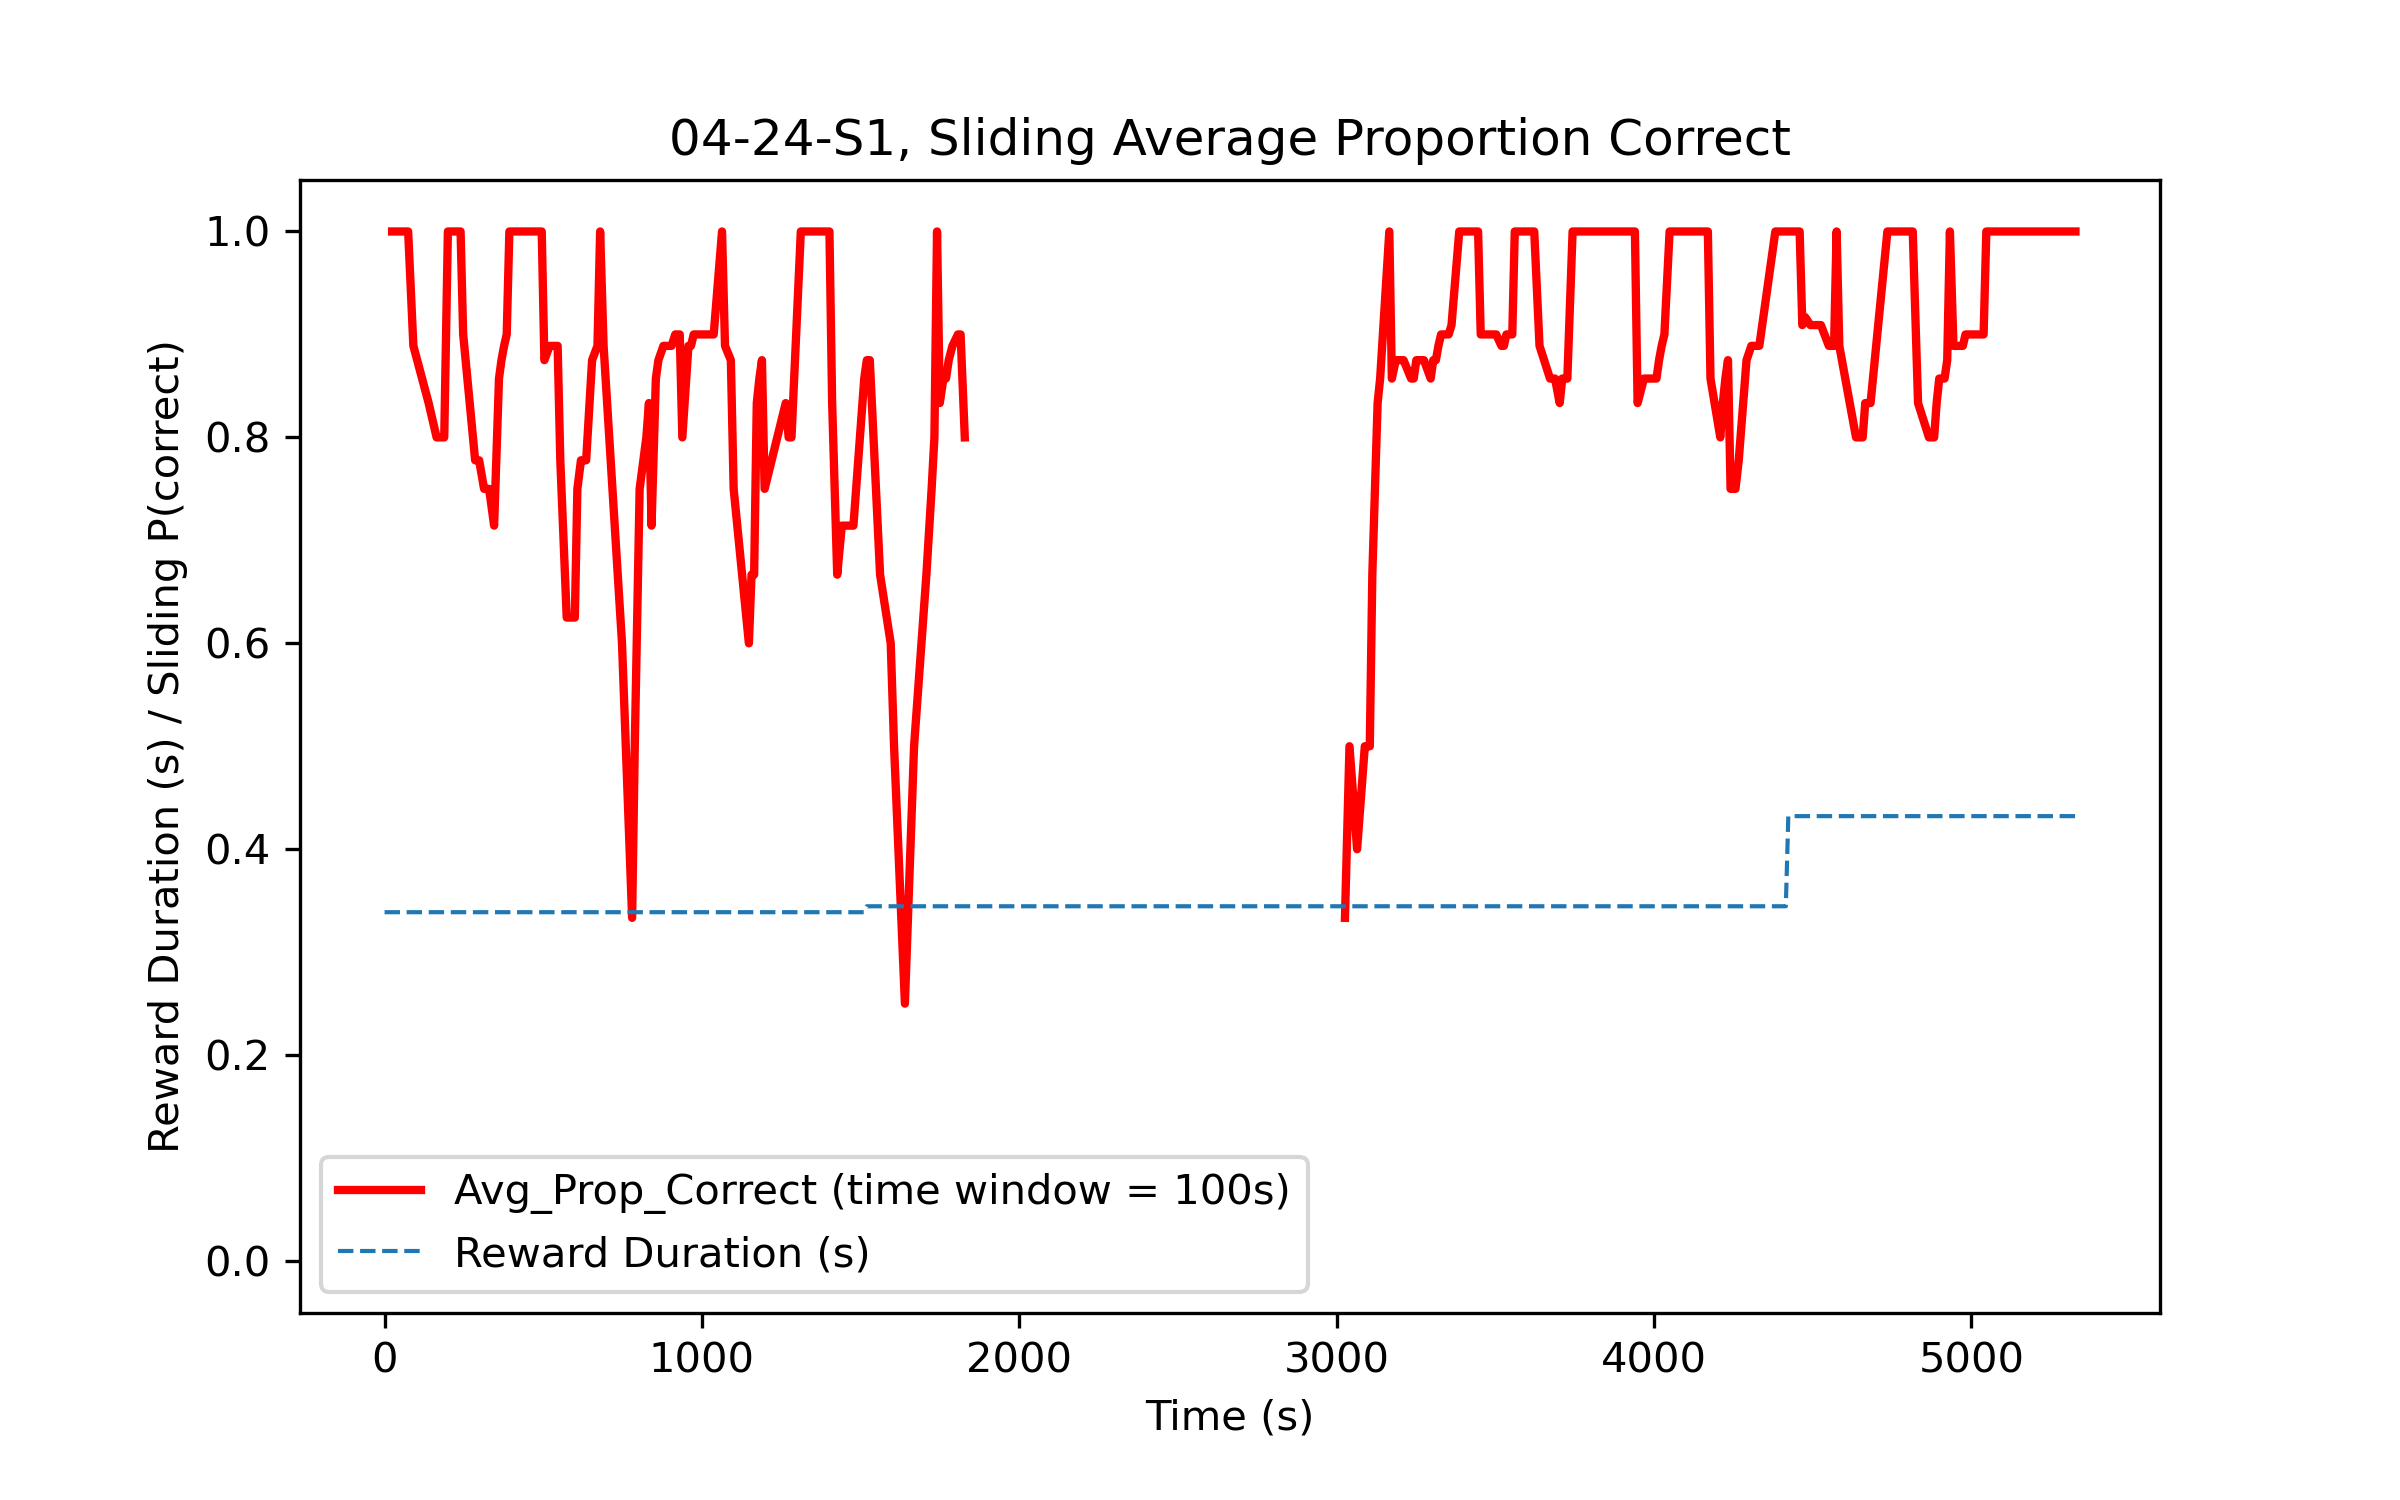 04-24-S1, Sliding Average Proportion Correct
Reward Duration (s) / Sliding P(correct)
1.0
0.8
0.6
0.4
0.2
0.0
Avg_Prop_Correct (time window = 100s)
Reward Duration (s)
0 1000 2000 3000 4000 5000
Time (s)